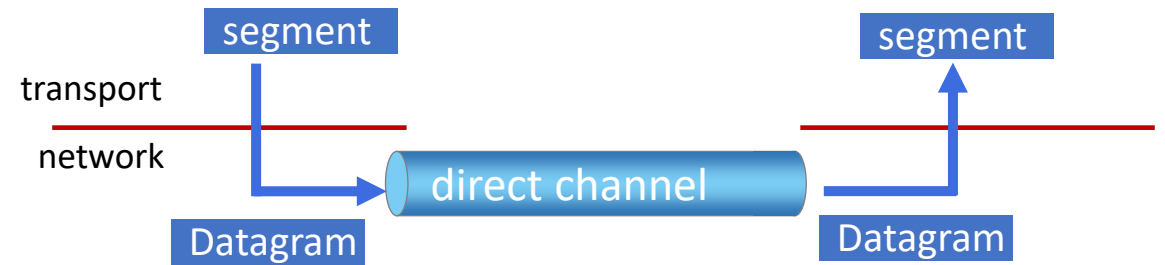 segment
segment
transport
network
direct channel
Datagram
Datagram